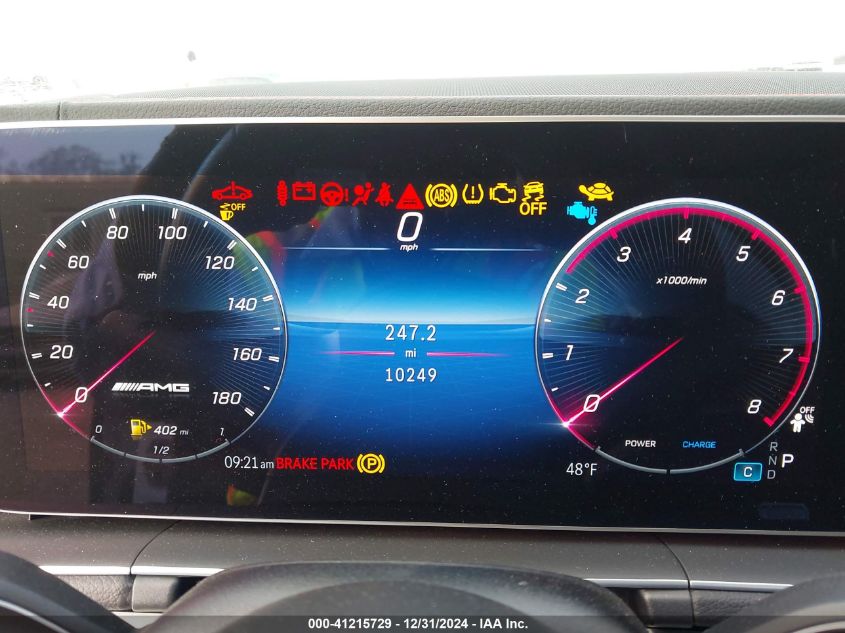 OFF
ABS
OFF
0
mph
0 20 40 60 80 100 120 140 160 180
mph
AMG
0 1/2 1
402 mi
247.2
mi
10249
0 1 2 3 4 5 6 7 8
x1000/min
POWER CHARGE
OFF
R
N
D
P
C
09:21 am BRAKE PARK P
48°F
000-41215729 - 12/31/2024 - IAA Inc.